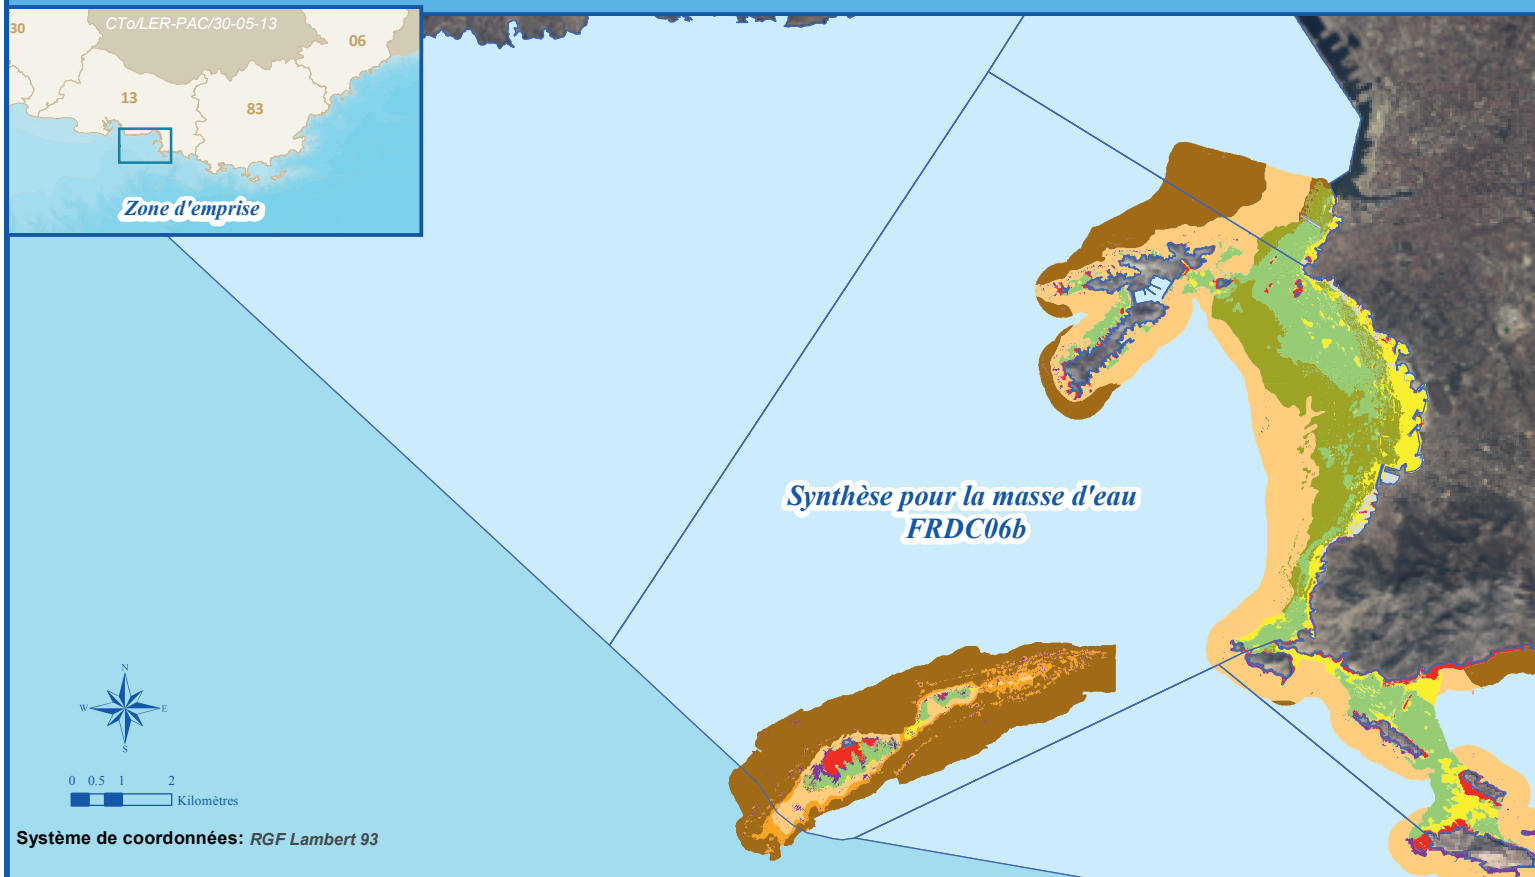 CTo/LER-PAC/30-05-13
30
06
13
83
Zone d'emprise
Synthèse pour la masse d'eau
FRDC06b
N
W
E
S
0 0.5 1 2
Kilomètres
Système de coordonnées: RGF Lambert 93